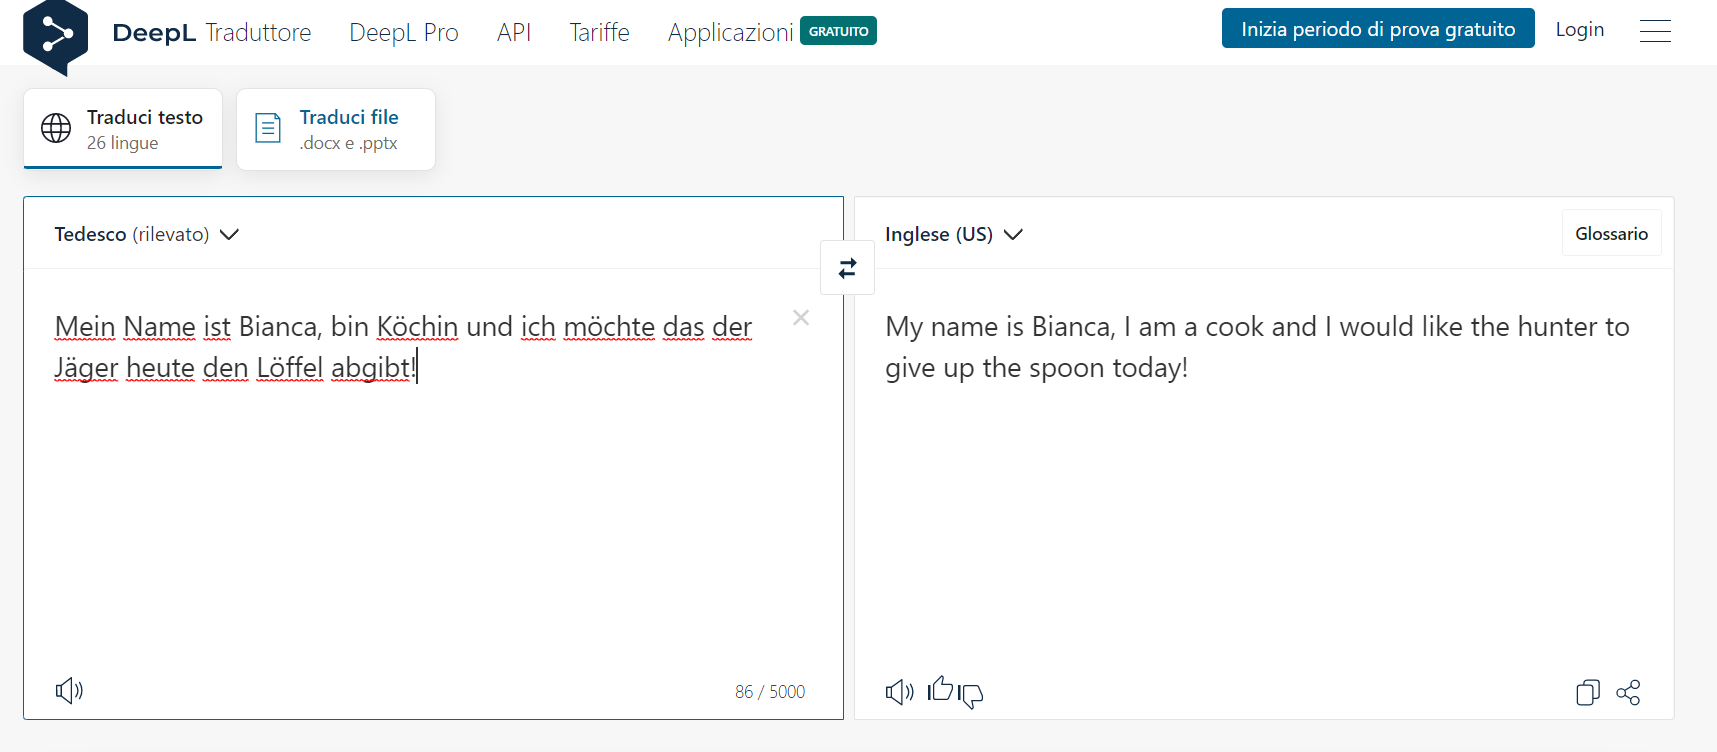 DeepL Traduttore DeepL Pro API Tariffe Applicazioni GRATUITO Inizia periodo di prova gratuito Login
Traduci testo
26 lingue
Traduci file
.docx e .pptx
Tedesco (rilevato)
Mein Name ist Bianca, bin Köchin und ich möchte das der
Jäger heute den Löffel abgibt!
86 / 5000
Inglese (US)
Glossario
My name is Bianca, I am a cook and I would like the hunter to
give up the spoon today!